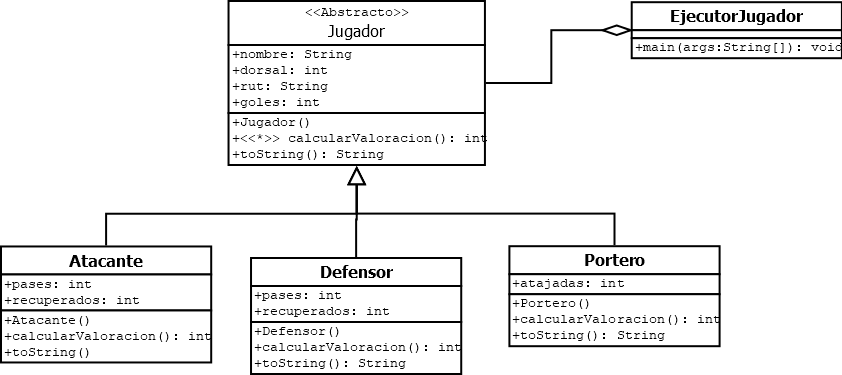 <<Abstracto>>
Jugador
+nombre: String
+dorsal: int
+rut: String
+goles: int
+Jugador()
+<<*>> calcularValoracion(): int
+toString(): String
EjecutorJugador
+main(args:String[]): void
Atacante
+pases: int
+recuperados: int
+Atacante()
+calcularValoracion(): int
+toString()
Defensor
+pases: int
+recuperados: int
+Defensor()
+calcularValoracion(): int
+toString(): String
Portero
+atajadas: int
+Portero()
+calcularValoracion(): int
+toString(): String